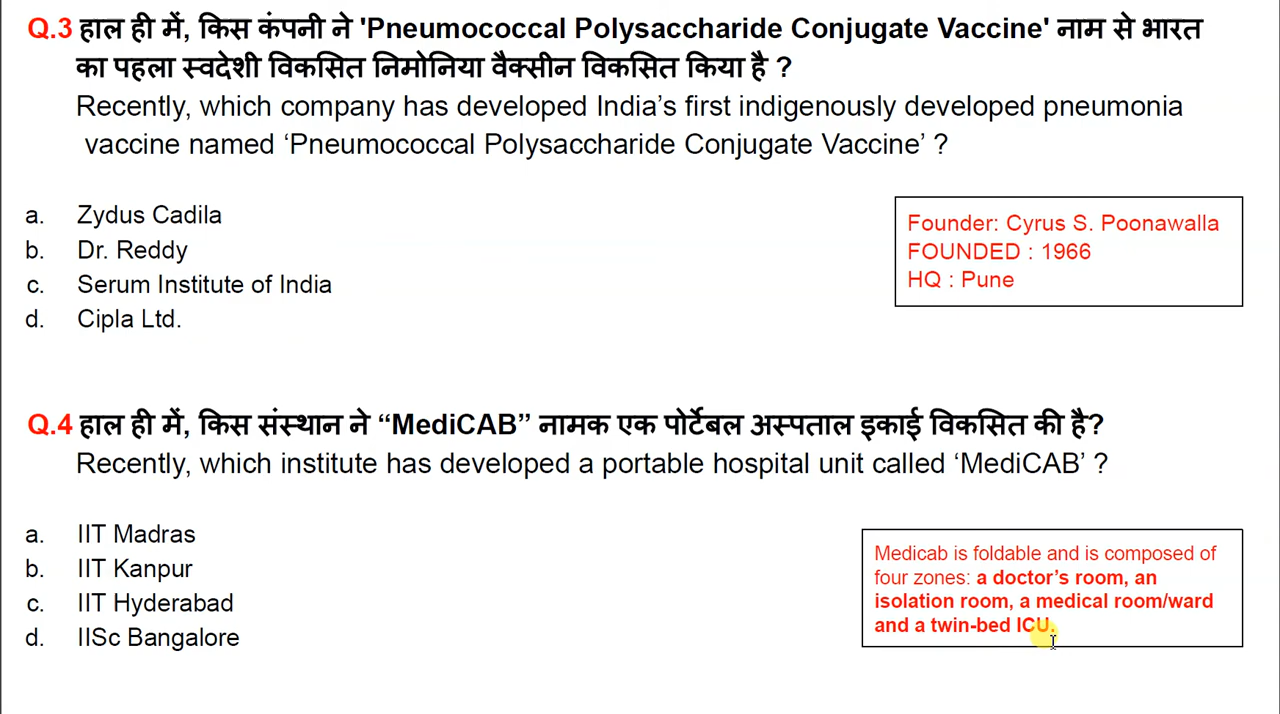 Q.3 हाल ही में, किस कंपनी ने 'Pneumococcal Polysaccharide Conjugate Vaccine' नाम से भारत
का पहला स्वदेशी विकसित निमोनिया वैक्सीन विकसित किया है ?
Recently, which company has developed India’s first indigenously developed pneumonia
vaccine named ‘Pneumococcal Polysaccharide Conjugate Vaccine’ ?
a. Zydus Cadila
b. Dr. Reddy
c. Serum Institute of India
d. Cipla Ltd.
Founder: Cyrus S. Poonawalla
FOUNDED : 1966
HQ : Pune
Q.4 हाल ही में, किस संस्थान ने “MediCAB” नामक एक पोर्टेबल अस्पताल इकाई विकसित की है?
Recently, which institute has developed a portable hospital unit called ‘MediCAB’ ?
a. IIT Madras
b. IIT Kanpur
c. IIT Hyderabad
d. IISc Bangalore
Medicab is foldable and is composed of
four zones: a doctor’s room, an
isolation room, a medical room/ward
and a twin-bed ICU.